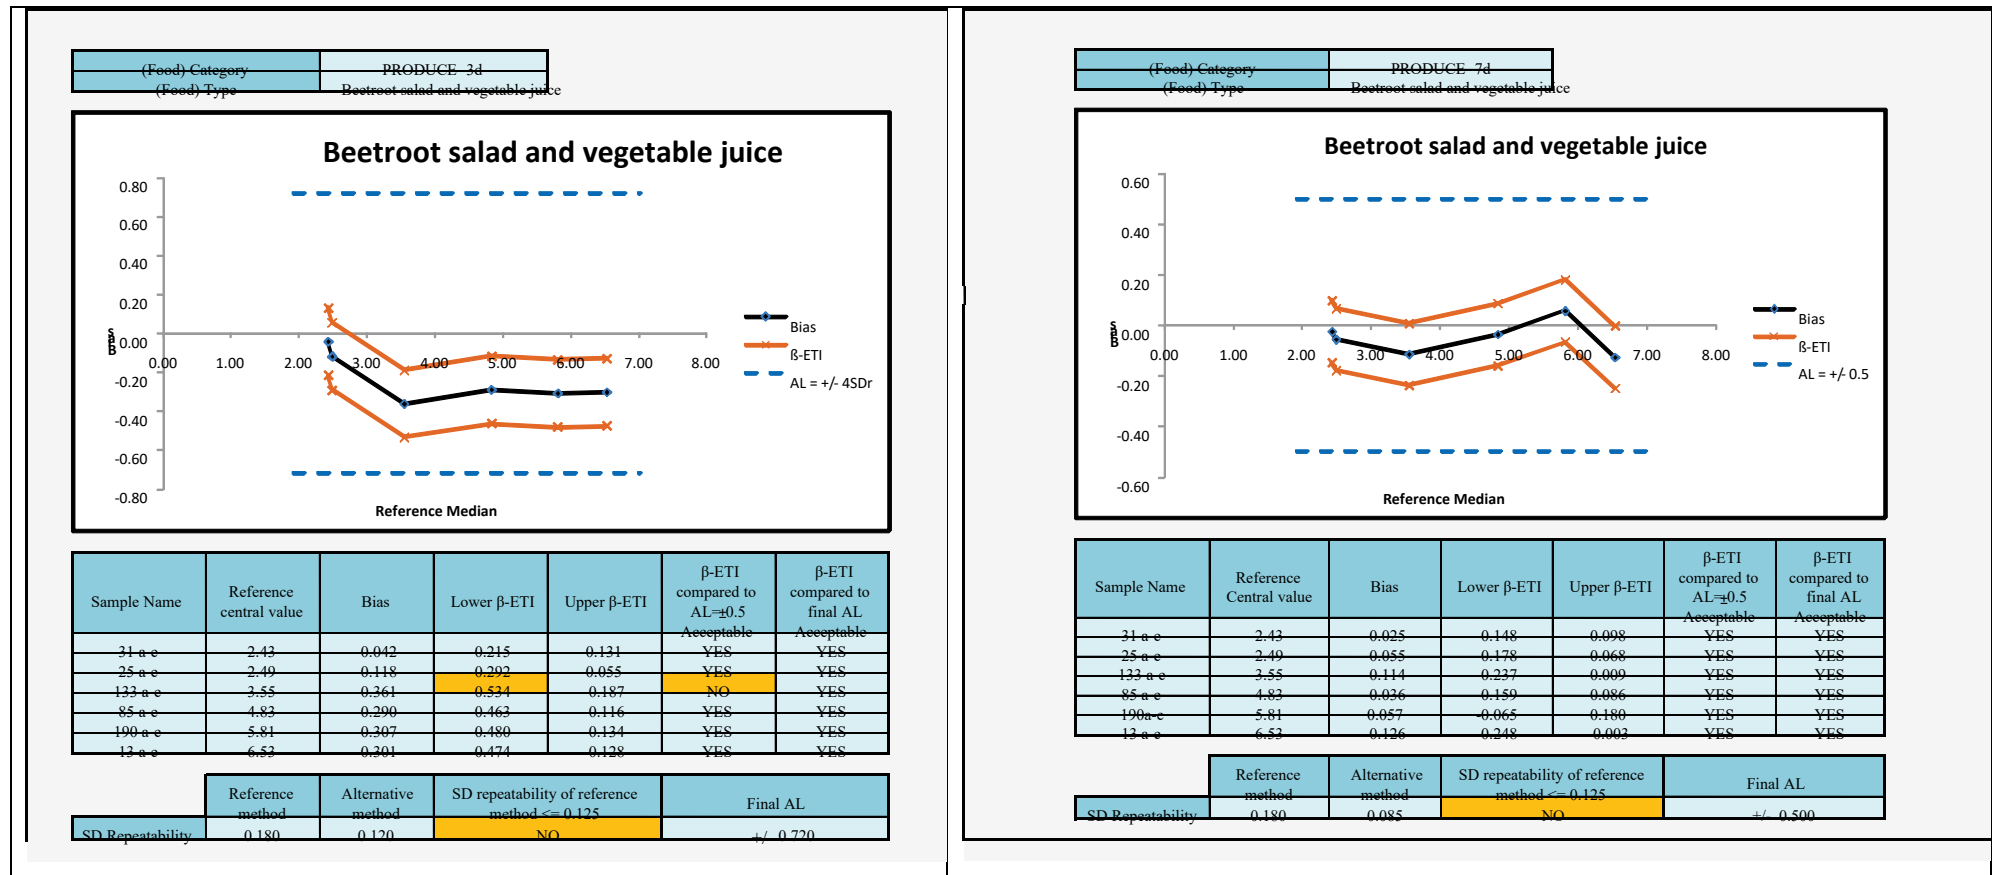 (Food) Category PRODUCE 3d
(Food) Type Beetroot salad and vegetable juice
Beetroot salad and vegetable juice
0.80
0.60
0.40
0.20
0.00
-0.20
-0.40
-0.60
-0.80
Bias
0.00 1.00 2.00 3.00 4.00 5.00 6.00 7.00 8.00
Reference Median
Bias
ß-ETI
AL = +/- 4SDr
Sample Name Reference central value Bias Lower β-ETI Upper β-ETI β-ETI compared to AL=±0.5 Acceptable β-ETI compared to final AL Acceptable
31 a-e 2.43 0.042 0.215 0.131 YES YES
25 a-e 2.49 0.118 0.292 0.055 YES YES
133 a-e 3.55 0.361 0.534 0.187 NO YES
85 a-e 4.83 0.290 0.463 0.116 YES YES
190 a-e 5.81 0.307 0.480 0.134 YES YES
13 a-e 6.53 0.301 0.474 0.128 YES YES
Reference method Alternative method SD repeatability of reference method <= 0.125 Final AL
SD Repeatability 0.180 0.120 NO +/- 0.720
(Food) Category PRODUCE 7d
(Food) Type Beetroot salad and vegetable juice
Beetroot salad and vegetable juice
0.60
0.40
0.20
0.00
-0.20
-0.40
-0.60
Bias
0.00 1.00 2.00 3.00 4.00 5.00 6.00 7.00 8.00
Reference Median
Bias
ß-ETI
AL = +/- 0.5
Sample Name Reference Central value Bias Lower β-ETI Upper β-ETI β-ETI compared to AL=±0.5 Acceptable β-ETI compared to final AL Acceptable
31 a-e 2.43 0.025 0.148 0.098 YES YES
25 a-e 2.49 0.055 0.178 0.068 YES YES
133 a-e 3.55 0.114 0.237 0.009 YES YES
85 a-e 4.83 0.036 0.159 0.086 YES YES
190a-e 5.81 0.057 -0.065 0.180 YES YES
13 a-e 6.53 0.126 0.248 0.003 YES YES
Reference method Alternative method SD repeatability of reference method <= 0.125 Final AL
SD Repeatability 0.180 0.085 NO +/- 0.500